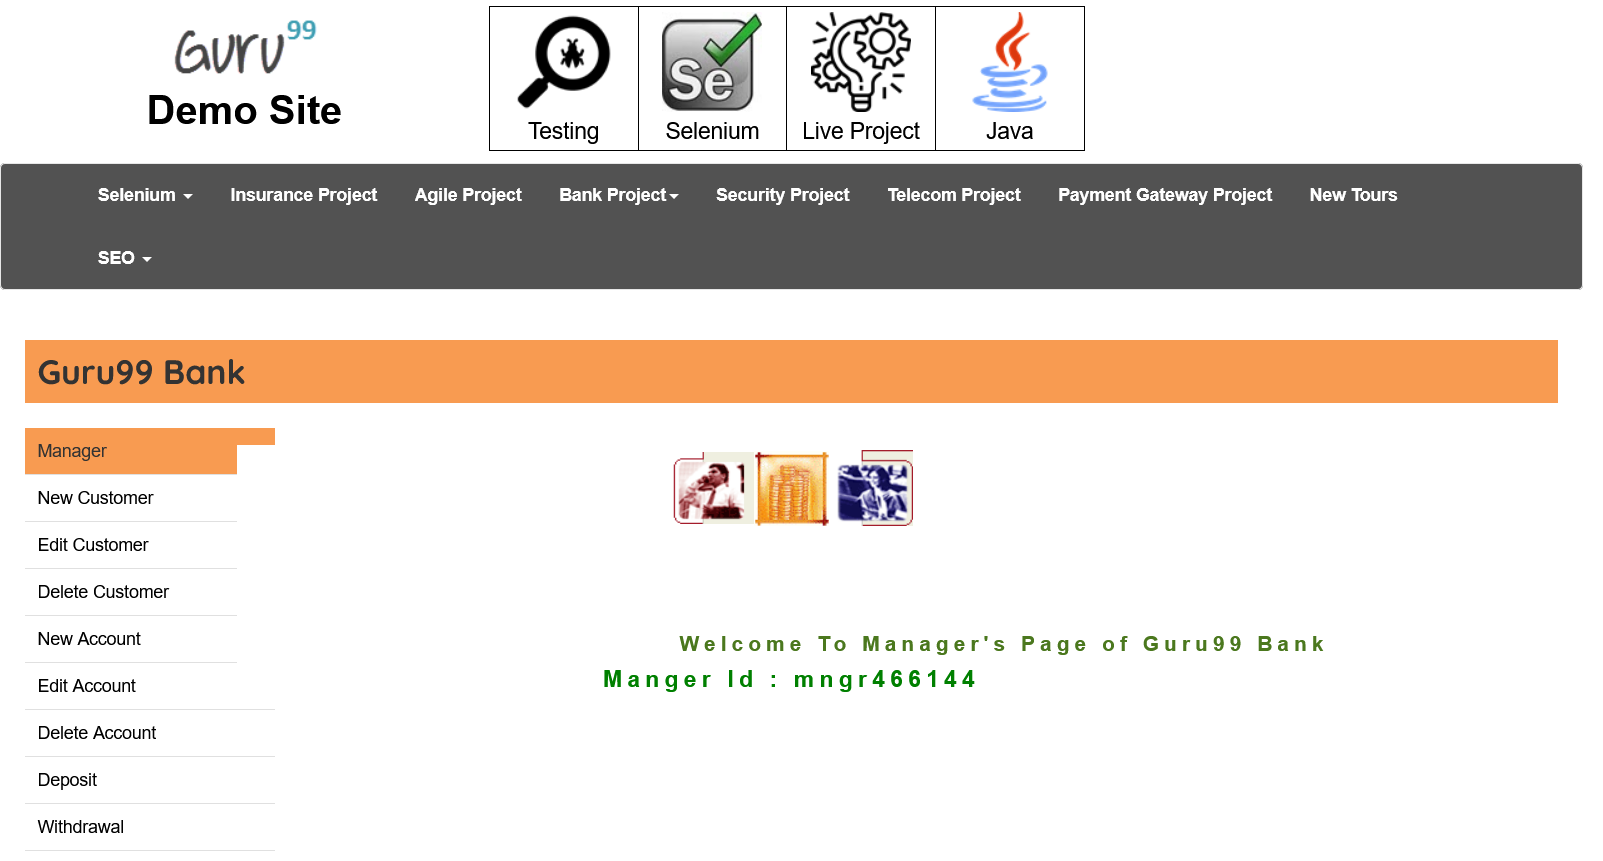 Guru99
Demo Site
Testing
Se
Selenium
Live Project
Java
Selenium
Insurance Project
Agile Project
Bank Project
Security Project
Telecom Project
Payment Gateway Project
New Tours
SEO
Guru99 Bank
Manager
New Customer
Edit Customer
Delete Customer
New Account
Edit Account
Delete Account
Deposit
Withdrawal
Welcome To Manager's Page of Guru99 Bank
Manger Id : mngr466144